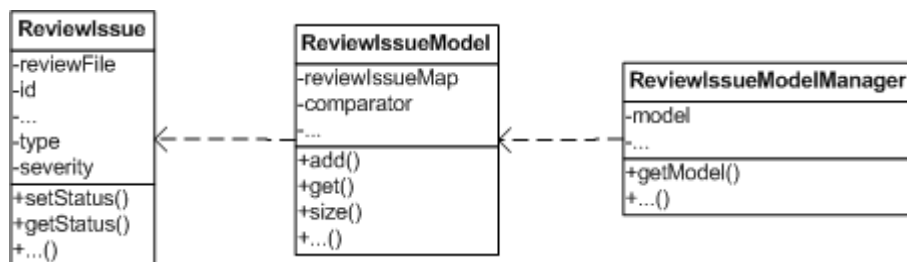 ReviewIssue
-reviewFile
-id
-...
-type
-severity
+setStatus()
+getStatus()
+...()
ReviewIssueModel
-reviewIssueMap
-comparator
-...
+add()
+get()
+size()
+...()
ReviewIssueModelManager
-model
-...
+getModel()
+...()